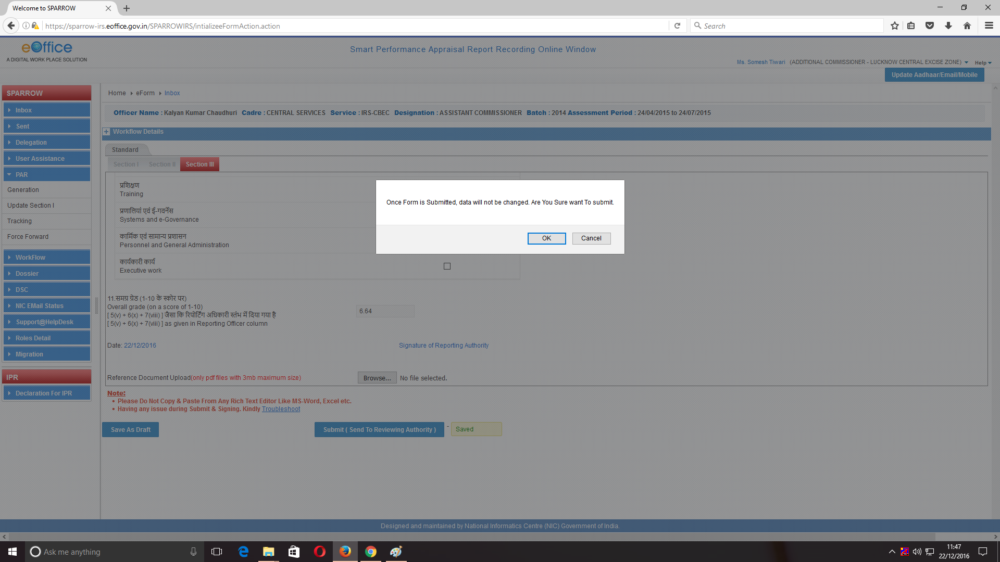 Welcome to SPARROW
https://sparrow-irs.eoffice.gov.in/SPARROWIRS/intializeeFormAction.action
Search
eOffice
A DIGITAL WORK PLACE SOLUTION
Smart Performance Appraisal Report Recording Online Window
Ms. Somesh Tiwari (ADDITIONAL COMMISSIONER - LUCKNOW CENTRAL EXCISE ZONE) Help
Update Aadhaar/Email/Mobile
SPARROW
Inbox
Sent
Delegation
User Assistance
PAR
Generation
Update Section I
Tracking
Force Forward
WorkFlow
Dossier
DSC
NIC EMail Status
Support@HelpDesk
Roles Detail
Migration
IPR
Declaration For IPR
Home eForm Inbox
Officer Name : Kalyan Kumar Chaudhuri Cadre : CENTRAL SERVICES Service : IRS-CBEC Designation : ASSISTANT COMMISSIONER Batch : 2014 Assessment Period : 24/04/2015 to 24/07/2015
Workflow Details
Standard
Section I Section II Section III
प्रशिक्षण
Training
प्रणालियां एवं ई-गवर्नेंस
Systems and e-Governance
कार्मिक एवं सामान्य प्रशासन
Personnel and General Administration
कार्यकारी कार्य
Executive work
Once Form is Submitted, data will not be changed. Are You Sure want To submit.
OK Cancel
11.समग्र ग्रेड (1-10 के स्कोर पर)
Overall grade (on a score of 1-10)
[ 5(v) + 6(x) + 7(viii) ] जैसा कि रिपोर्टिंग अधिकारी स्तंभ में दिया गया है
[ 5(v) + 6(x) + 7(viii) ] as given in Reporting Officer column
6.64
Date: 22/12/2016
Signature of Reporting Authority
Reference Document Upload(only pdf files with 3mb maximum size)
Browse... No file selected.
Note:
• Please Do Not Copy & Paste From Any Rich Text Editor Like MS-Word, Excel etc.
• Having any issue during Submit & Signing. Kindly Troubleshoot
Save As Draft
Submit ( Send To Reviewing Authority ) - Saved
Designed and maintained by National Informatics Centre (NIC) Government of India.
Ask me anything
11:47
22/12/2016